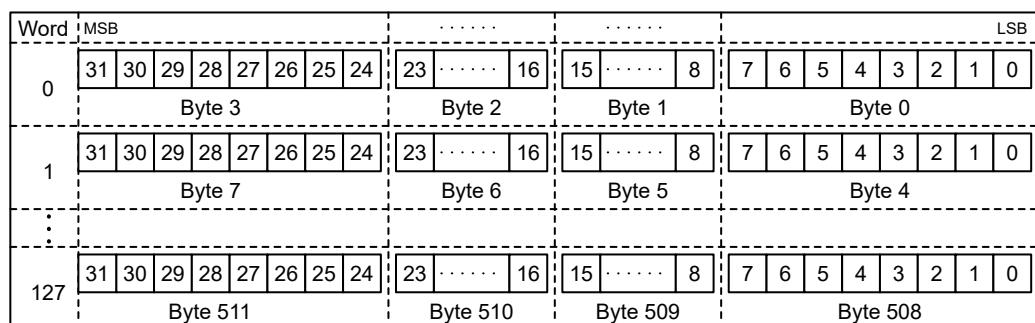 Word MSB ...... ...... LSB
0 31 30 29 28 27 26 25 24 23 ...... 16 15 ...... 8 7 6 5 4 3 2 1 0
Byte 3 Byte 2 Byte 1 Byte 0
1 31 30 29 28 27 26 25 24 23 ...... 16 15 ...... 8 7 6 5 4 3 2 1 0
Byte 7 Byte 6 Byte 5 Byte 4
⋮
127 31 30 29 28 27 26 25 24 23 ...... 16 15 ...... 8 7 6 5 4 3 2 1 0
Byte 511 Byte 510 Byte 509 Byte 508